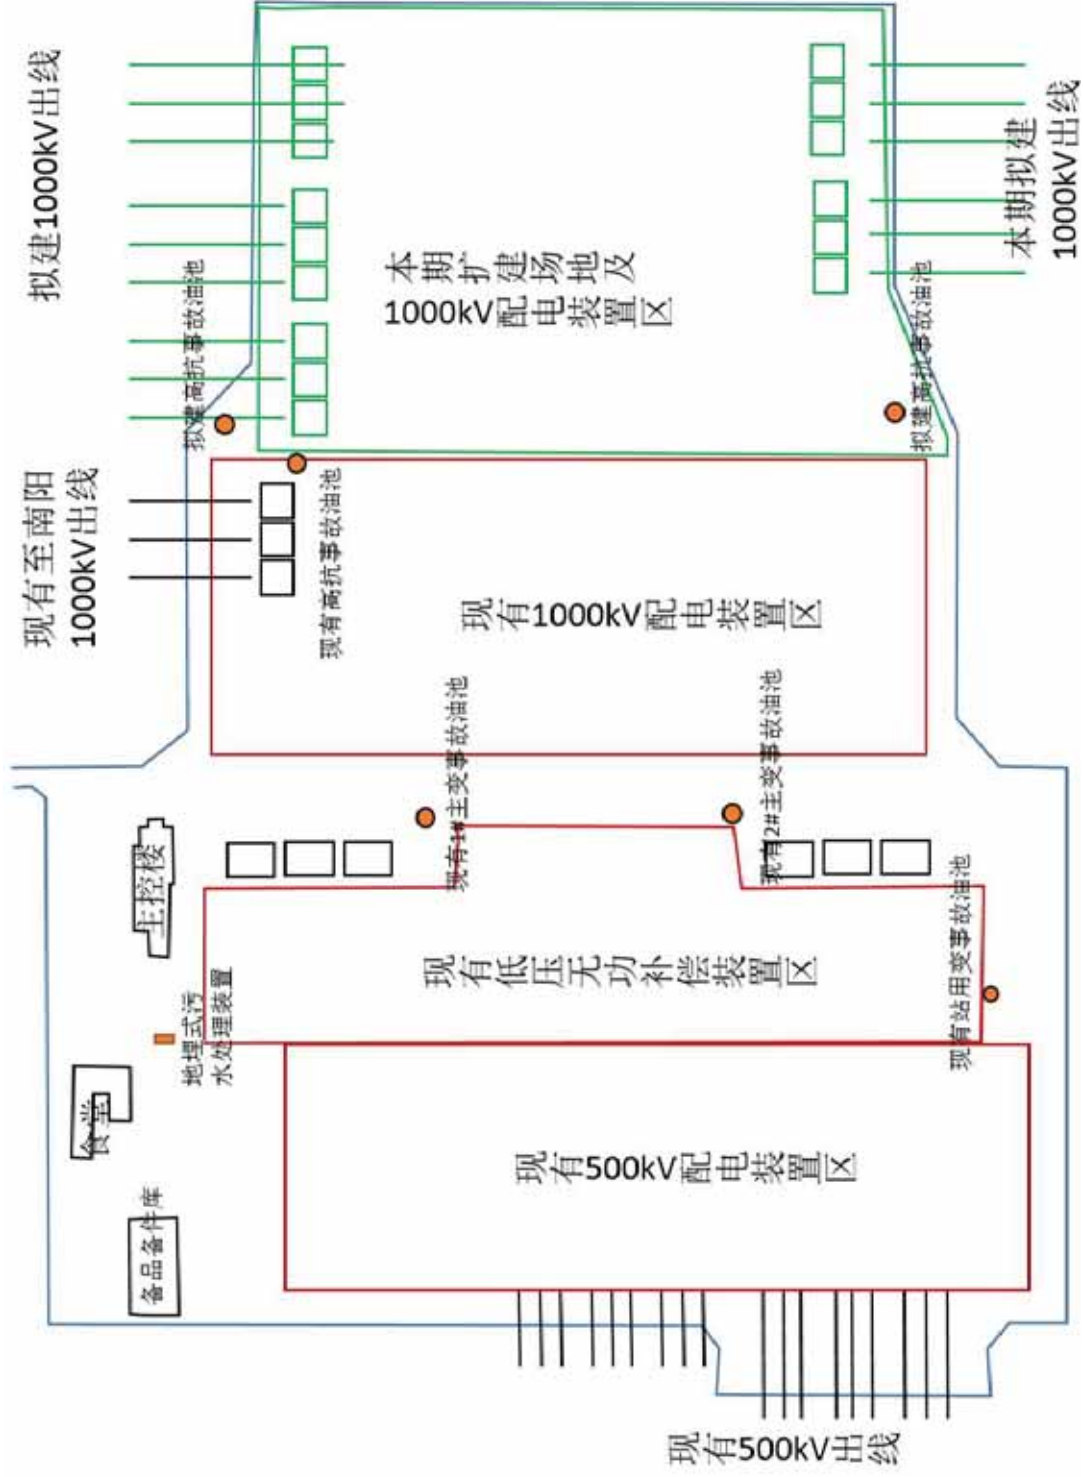 拟建1000kV出线
本期拟建
1000kV出线
本期扩建场地及
1000kV配电装置区
拟建高抗事故油池
拟建高抗事故油池
现有至南阳
1000kV出线
现有高抗事故油池
现有1000kV配电装置区
现有1#主变事故油池
现有2#主变事故油池
主控楼
现有低压无功补偿装置区
现有站用变事故油池
地埋式污
水处理装置
食堂
现有500kV配电装置区
备品备件库
现有500kV出线